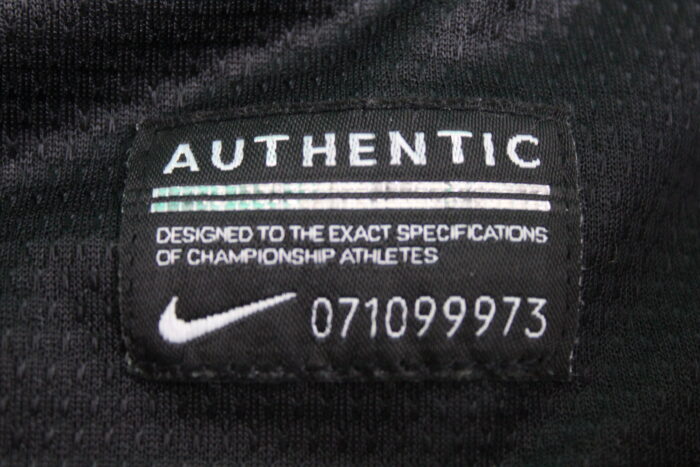 AUTHENTIC
DESIGNED TO THE EXACT SPECIFICATIONS
OF CHAMPIONSHIP ATHLETES
071099973